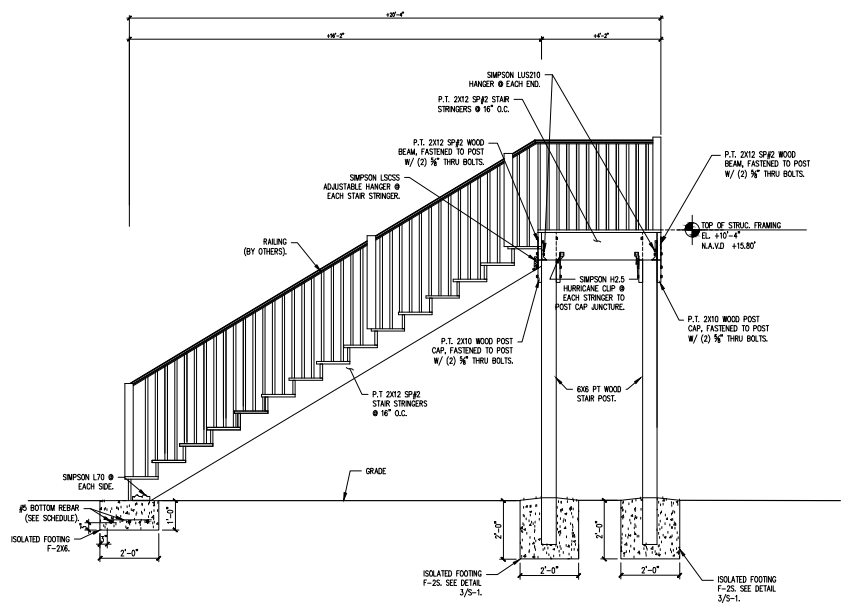 +20'-4"
+16'-2"
+4'-2"
SIMPSON LUS210
HANGER @ EACH END.
P.T. 2X12 SP#2 STAIR
STRINGERS @ 16" O.C.
P.T. 2X12 SP#2 WOOD
BEAM, FASTENED TO POST
W/ (2) ⅝" THRU BOLTS.
P.T. 2X12 SP#2 WOOD
BEAM, FASTENED TO POST
W/ (2) ⅝" THRU BOLTS.
SIMPSON LSCSS
ADJUSTABLE HANGER @
EACH STAIR STRINGER.
TOP OF STRUC. FRAMING
EL. +10'-4"
N.A.V.D +15.80'
RAILING
(BY OTHERS).
SIMPSON H2.5
HURRICANE CLIP @
EACH STRINGER TO
POST CAP JUNCTURE.
P.T. 2X10 WOOD POST
CAP, FASTENED TO POST
W/ (2) ⅝" THRU BOLTS.
P.T. 2X10 WOOD POST
CAP, FASTENED TO POST
W/ (2) ⅝" THRU BOLTS.
P.T 2X12 SP#2
STAIR STRINGERS
@ 16" O.C.
6X6 PT WOOD
STAIR POST.
SIMPSON L70 @
EACH SIDE.
GRADE
#5 BOTTOM REBAR
(SEE SCHEDULE).
3"
1'-0"
ISOLATED FOOTING
F-2X6.
3"
2'-0"
2'-0"
2'-0"
2'-0"
2'-0"
ISOLATED FOOTING
F-2S. SEE DETAIL
3/S-1.
ISOLATED FOOTING
F-2S. SEE DETAIL
3/S-1.